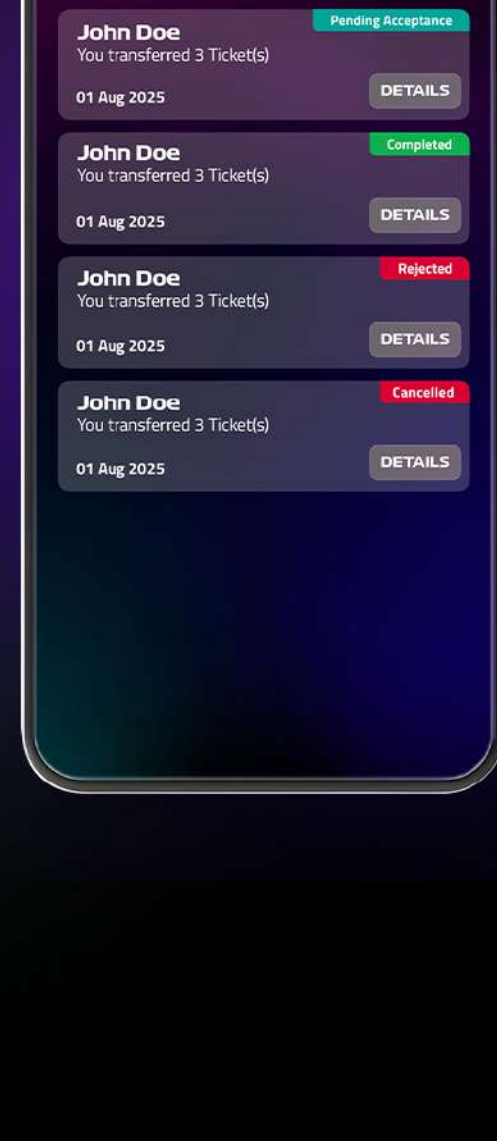 Pending Acceptance
John Doe
You transferred 3 Ticket(s)
01 Aug 2025
DETAILS
Completed
John Doe
You transferred 3 Ticket(s)
01 Aug 2025
DETAILS
Rejected
John Doe
You transferred 3 Ticket(s)
01 Aug 2025
DETAILS
Cancelled
John Doe
You transferred 3 Ticket(s)
01 Aug 2025
DETAILS